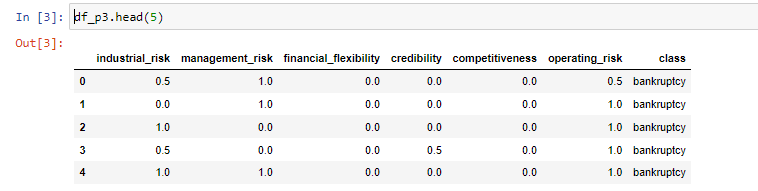 In [3]: df_p3.head(5)
Out[3]:
industrial_risk management_risk financial_flexibility credibility competitiveness operating_risk class
0 0.5 1.0 0.0 0.0 0.0 0.5 bankruptcy
1 0.0 1.0 0.0 0.0 0.0 1.0 bankruptcy
2 1.0 0.0 0.0 0.0 0.0 1.0 bankruptcy
3 0.5 0.0 0.0 0.5 0.0 1.0 bankruptcy
4 1.0 1.0 0.0 0.0 0.0 1.0 bankruptcy